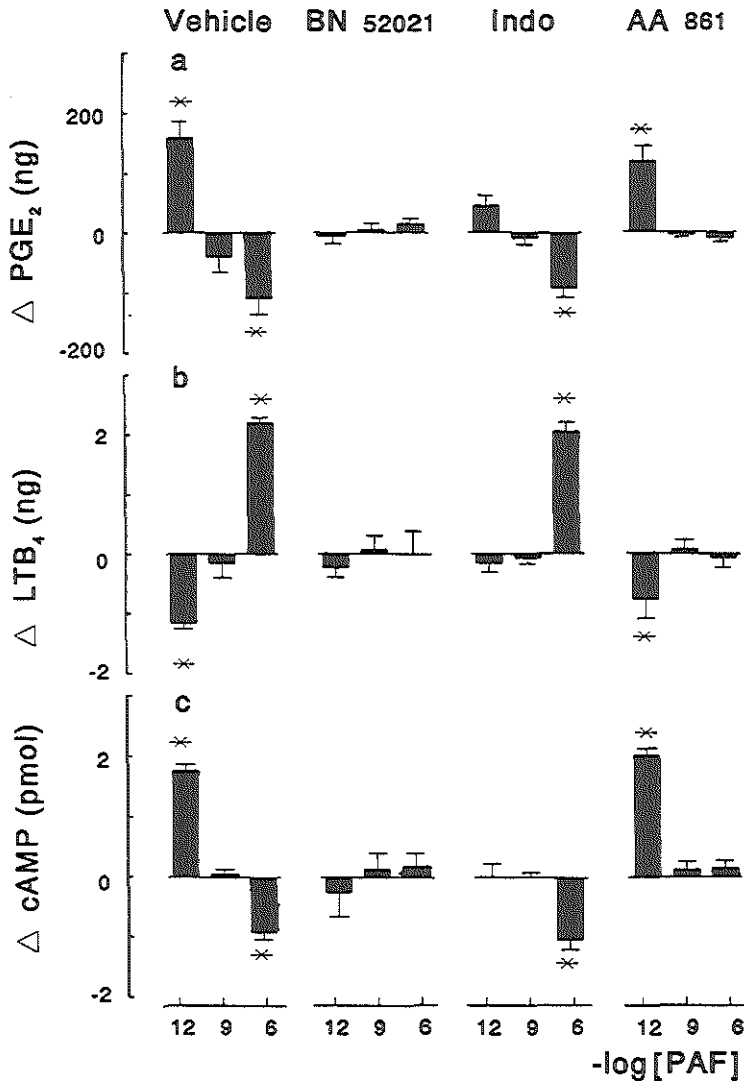 Vehicle BN 52021 Indo AA 861
a
△ PGE2 (ng)
200
0
-200
b
△ LTB4 (ng)
2
0
-2
c
△ cAMP (pmol)
2
0
-2
12 9 6 12 9 6 12 9 6 12 9 6
-log[PAF]